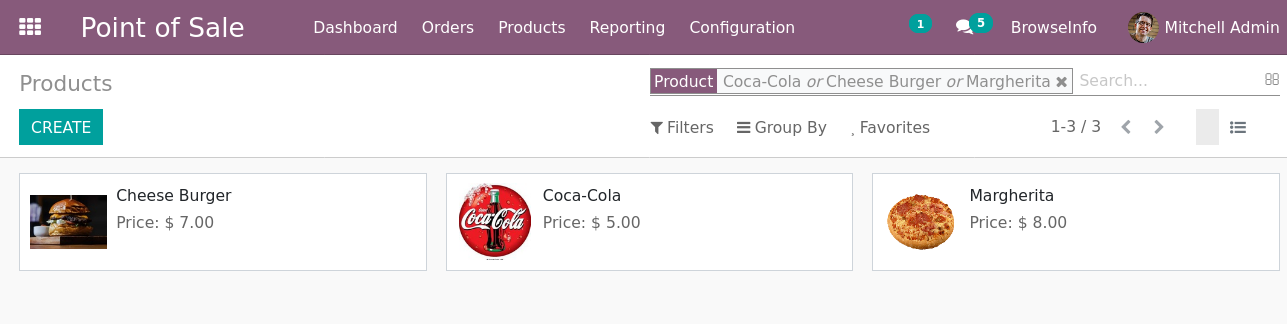 Point of Sale Dashboard Orders Products Reporting Configuration 1 5 BrowseInfo Mitchell Admin
Products
Product Coca-Cola or Cheese Burger or Margherita Search...
CREATE
Filters Group By Favorites 1-3 / 3
Cheese Burger
Price: $ 7.00
Coca-Cola
Coca-Cola
Price: $ 5.00
Margherita
Price: $ 8.00